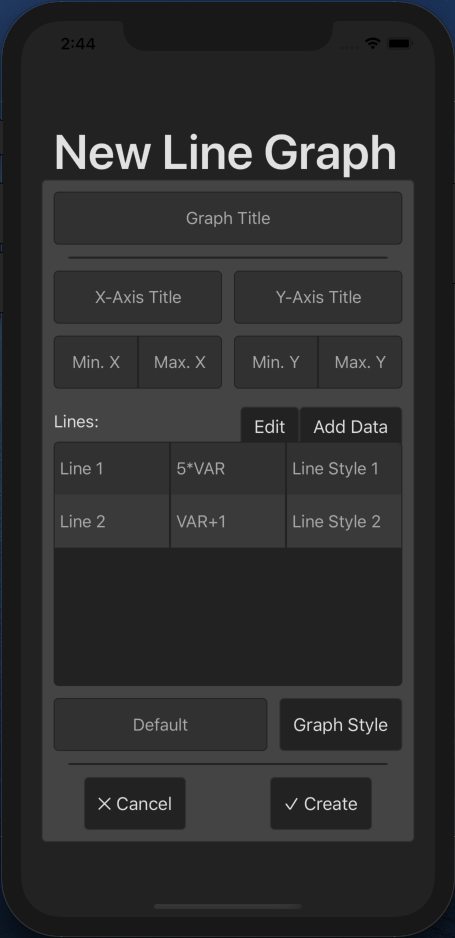 2:44
New Line Graph
Graph Title
X-Axis Title Y-Axis Title
Min. X Max. X Min. Y Max. Y
Lines: Edit Add Data
Line 1 5*VAR Line Style 1
Line 2 VAR+1 Line Style 2
Default Graph Style
Cancel Create